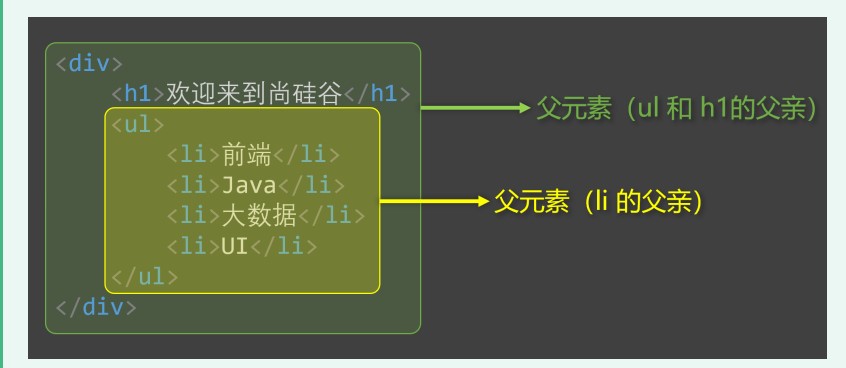 <div>
<h1>欢迎来到尚硅谷</h1>
父元素（ul 和 h1的父亲）
<ul>
<li>前端</li>
<li>Java</li>
父元素（li 的父亲）
<li>大数据</li>
<li>UI</li>
</ul>
</div>